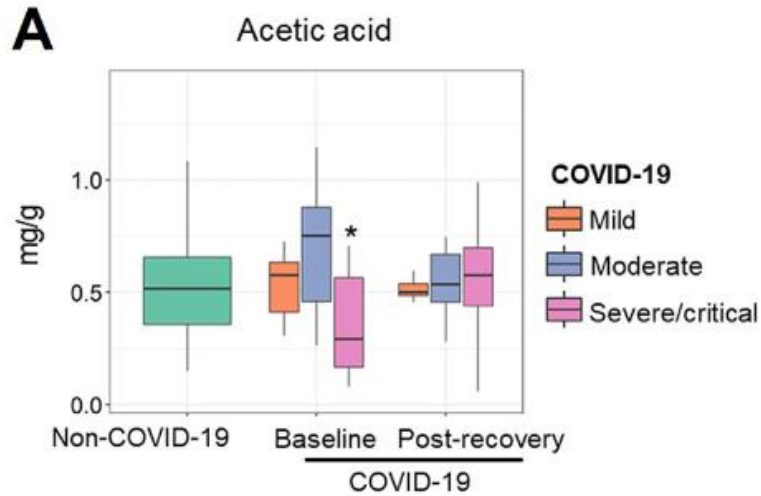 A
Acetic acid
mg/g
1.0
0.5
0.0
*
Non-COVID-19 Baseline Post-recovery
COVID-19
COVID-19
Mild
Moderate
Severe/critical